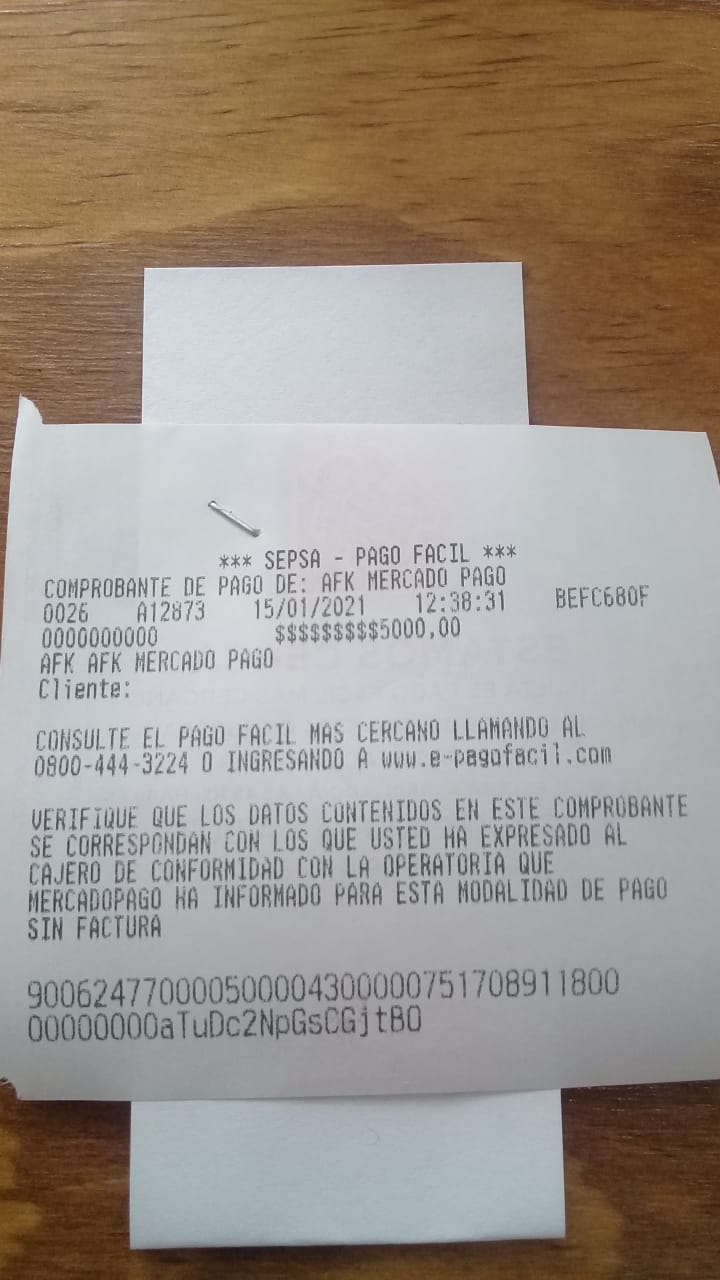 *** SEPSA - PAGO FACIL ***
COMPROBANTE DE PAGO DE: AFK MERCADO PAGO
0026 A12873 15/01/2021 12:38:31 BEFC680F
0000000000 $$$$$$$$$5000,00
AFK AFK MERCADO PAGO
Cliente:
CONSULTE EL PAGO FACIL MAS CERCANO LLAMANDO AL
0800-444-3224 O INGRESANDO A www.e-pagofacil.com
VERIFIQUE QUE LOS DATOS CONTENIDOS EN ESTE COMPROBANTE
SE CORRESPONDAN CON LOS QUE USTED HA EXPRESADO AL
CAJERO DE CONFORMIDAD CON LA OPERATORIA QUE
MERCADOPAGO HA INFORMADO PARA ESTA MODALIDAD DE PAGO
SIN FACTURA
900624770000500004300000751708911800
00000000aTuDc2NpGsCGjtB0